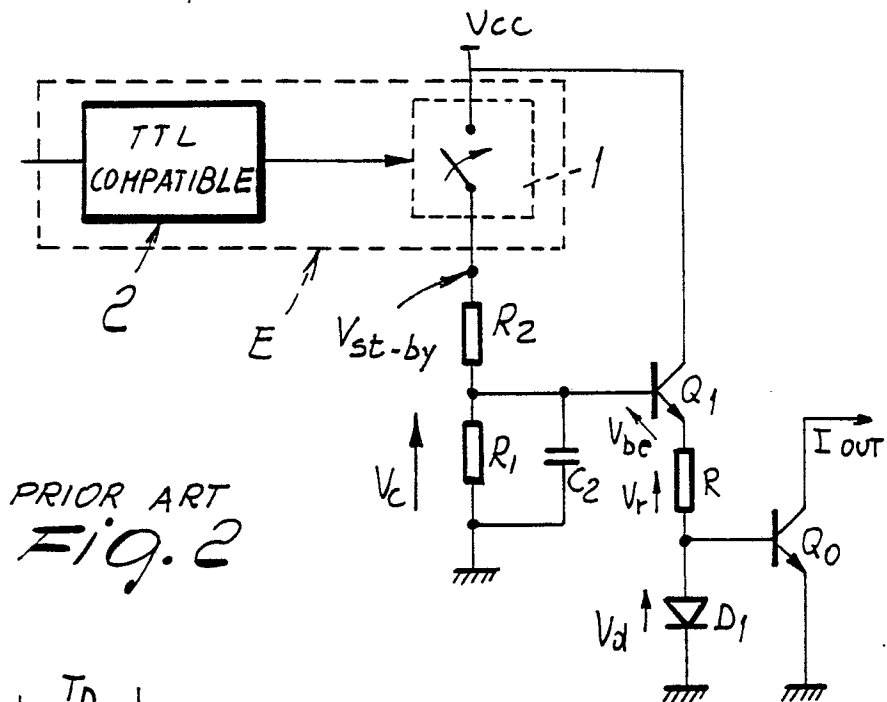 Vcc
TTL
COMPATIBLE
1
2
E
Vst-by
R2
Q1
Vbe
I OUT
Vc
R1
C2
Vr
R
Q0
PRIOR ART
Fig. 2
Vd
D1
TD